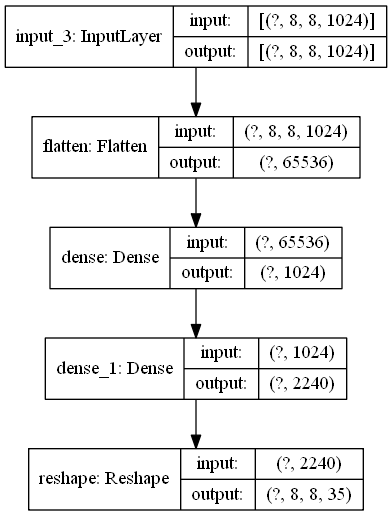 input_3: InputLayer
input:
[(?, 8, 8, 1024)]
output:
[(?, 8, 8, 1024)]
flatten: Flatten
input:
(?, 8, 8, 1024)
output:
(?, 65536)
dense: Dense
input:
(?, 65536)
output:
(?, 1024)
dense_1: Dense
input:
(?, 1024)
output:
(?, 2240)
reshape: Reshape
input:
(?, 2240)
output:
(?, 8, 8, 35)